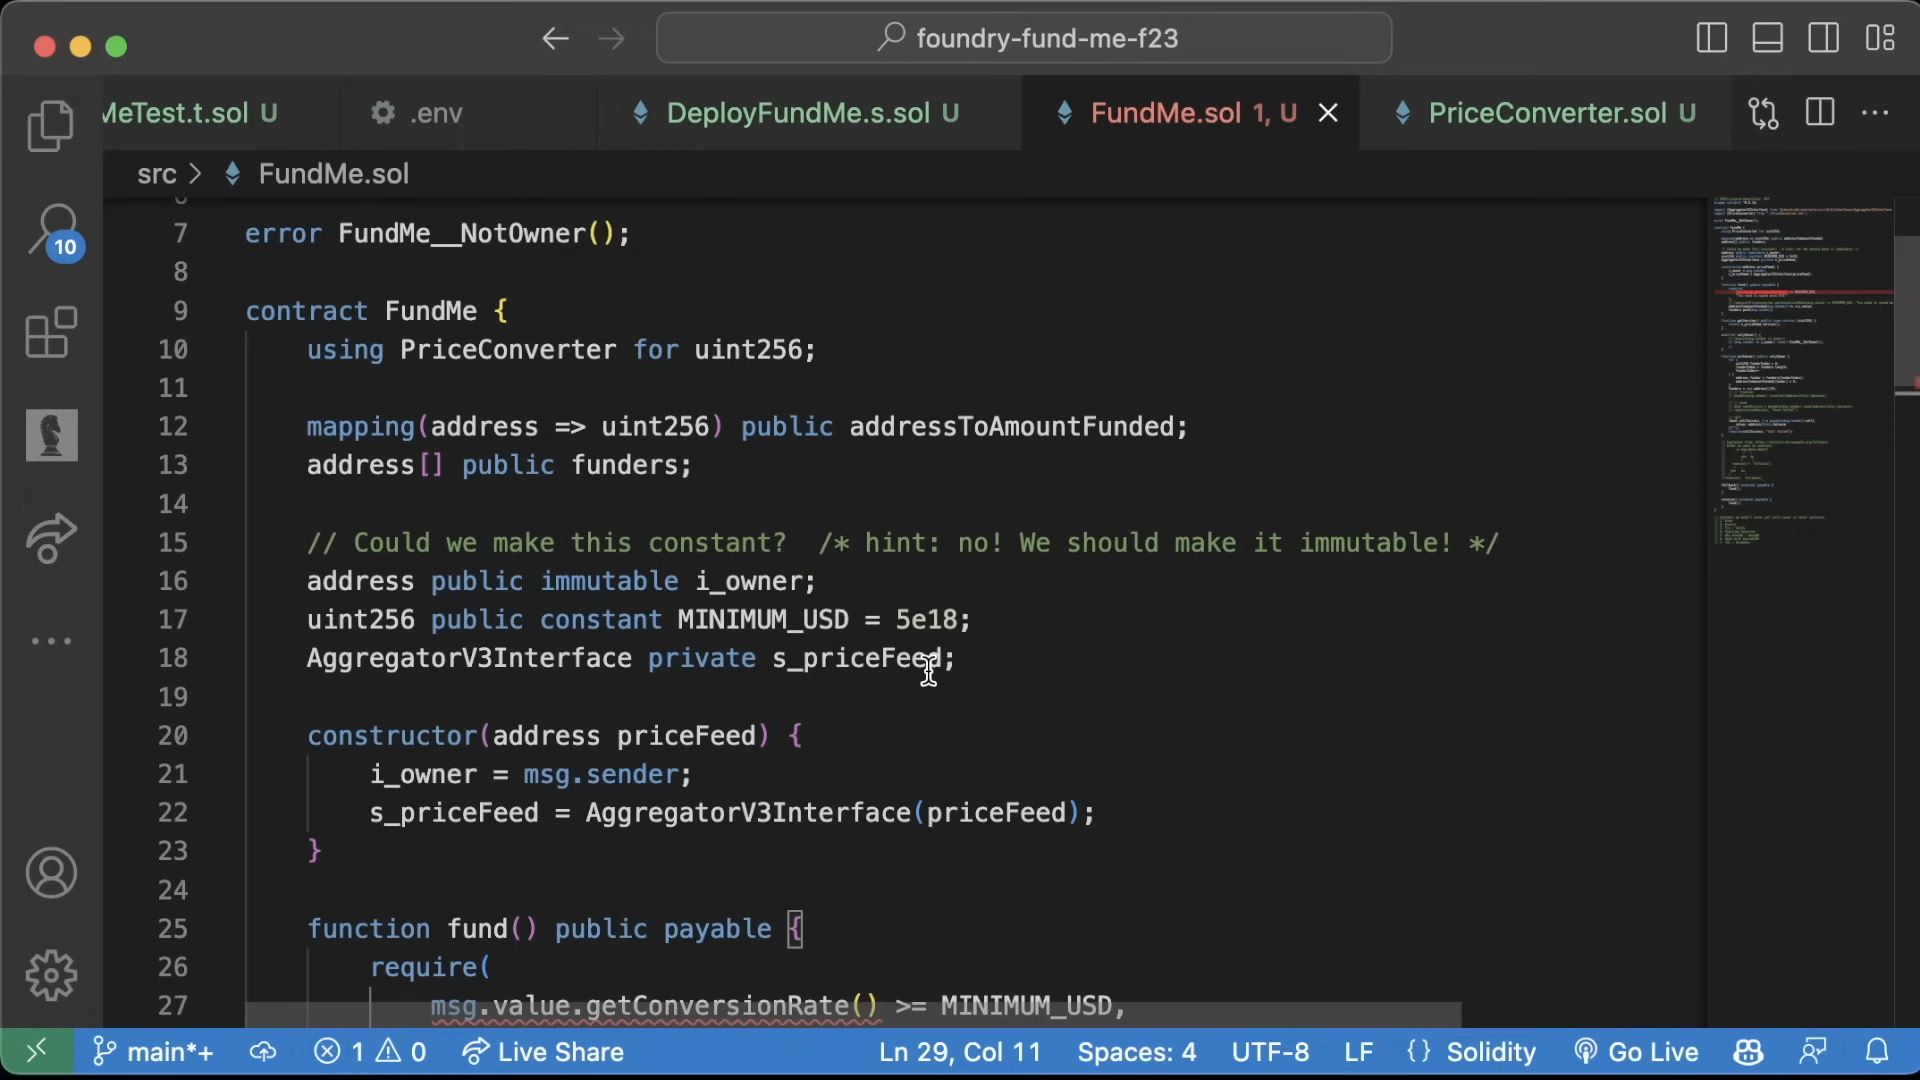 foundry-fund-me-f23
MeTest.t.sol U
.env
DeployFundMe.s.sol U
FundMe.sol 1, U
PriceConverter.sol U
src > FundMe.sol
10
7 error FundMe__NotOwner();
8
9 contract FundMe {
10 using PriceConverter for uint256;
11
12 mapping(address => uint256) public addressToAmountFunded;
13 address[] public funders;
14
15 // Could we make this constant?  /* hint: no! We should make it immutable! */
16 address public immutable i_owner;
17 uint256 public constant MINIMUM_USD = 5e18;
18 AggregatorV3Interface private s_priceFeed;
19
20 constructor(address priceFeed) {
21 i_owner = msg.sender;
22 s_priceFeed = AggregatorV3Interface(priceFeed);
23 }
24
25 function fund() public payable {
26 require(
27 msg.value.getConversionRate() >= MINIMUM_USD,
main*+ 1 0 Live Share Ln 29, Col 11 Spaces: 4 UTF-8 LF {} Solidity Go Live